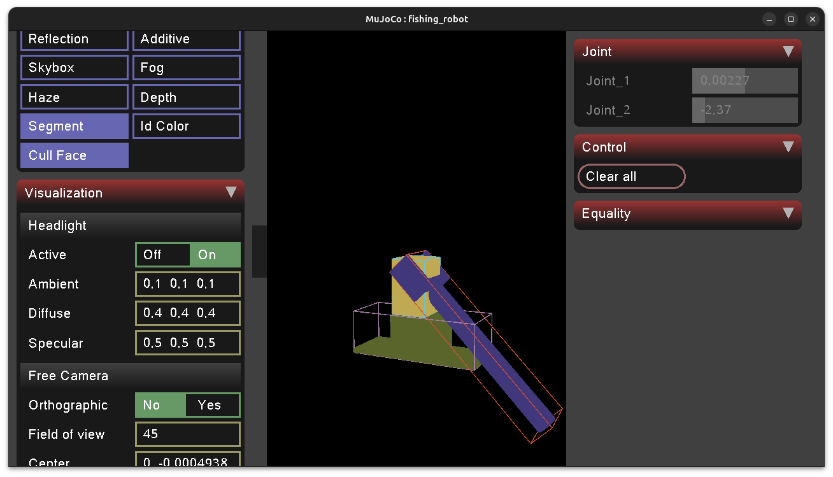 MuJoCo : fishing_robot
Reflection Additive
Skybox Fog
Haze Depth
Segment Id Color
Cull Face
Visualization
Headlight
Active Off On
Ambient 0.1 0.1 0.1
Diffuse 0.4 0.4 0.4
Specular 0.5 0.5 0.5
Free Camera
Orthographic No Yes
Field of view 45
Center 0 -0.0004938
Joint
Joint_1 0.00227
Joint_2 -2.37
Control
Clear all
Equality